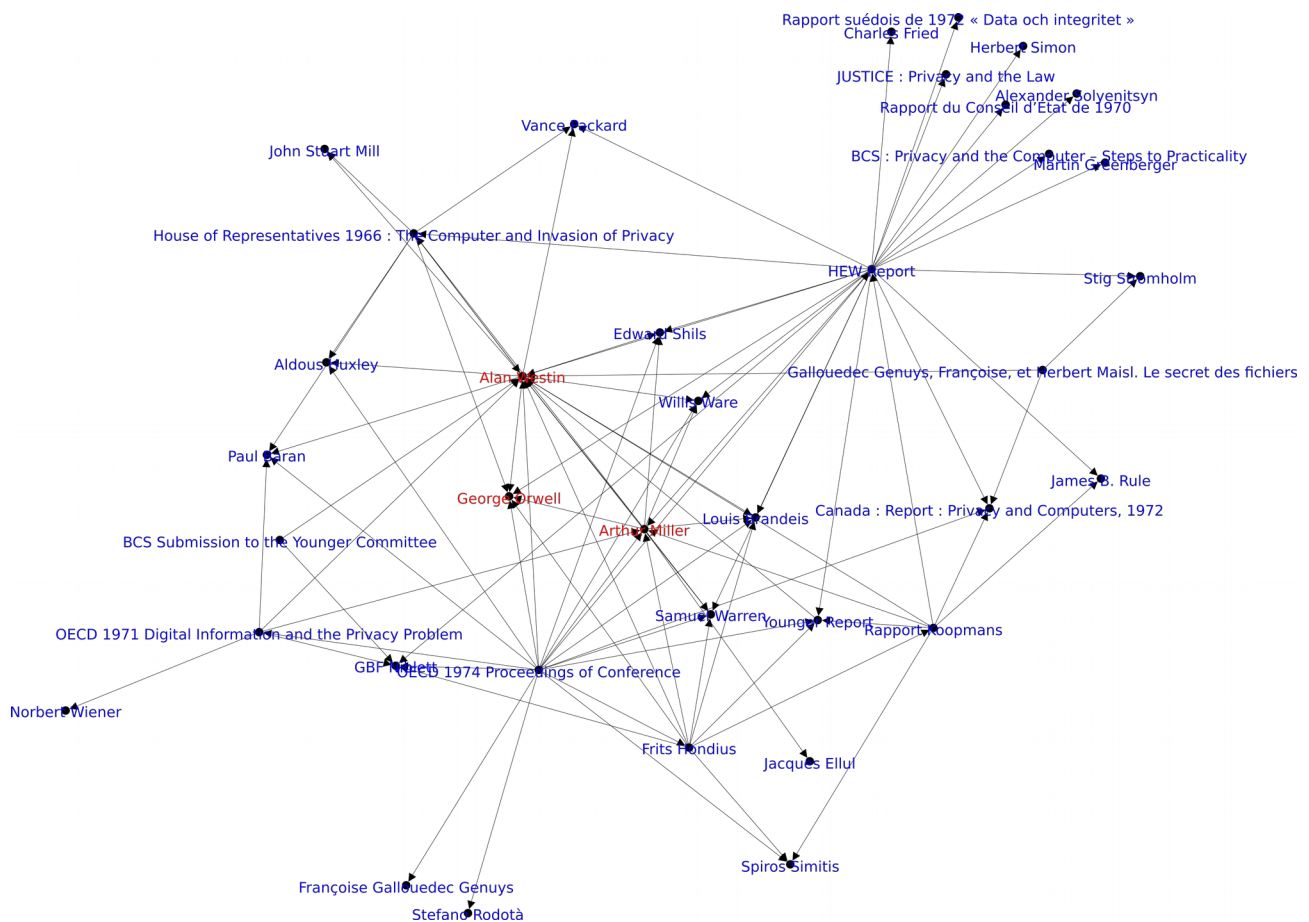 Rapport suédois de 1972 « Data och integritet »
Charles Fried
Herbert Simon
JUSTICE : Privacy and the Law
Alexander Solvenitsyn
Rapport du Conseil d'Etat de 1970
Vance Packard
John Stuart Mill
BCS : Privacy and the Computer – Steps to Practicality
Martin Greenberger
House of Representatives 1966 : The Computer and Invasion of Privacy
HEW Report
Stig Strömholm
Edward Shils
Aldous Huxley
Alan Westin
Gallouedec Genuys, Françoise, et Herbert Maisl. Le secret des fichiers
Willis Ware
Paul Baran
James B. Rule
George Orwell
Canada : Report : Privacy and Computers, 1972
Louis Brandeis
Arthur Miller
BCS Submission to the Younger Committee
Samuel Warren
Younger Report
Rapport Koopmans
OECD 1971 Digital Information and the Privacy Problem
GBF Niblett
OECD 1974 Proceedings of Conference
Norbert Wiener
Frits Hondius
Jacques Ellul
Spiros Simitis
Françoise Gallouedec Genuys
Stefano Rodotà